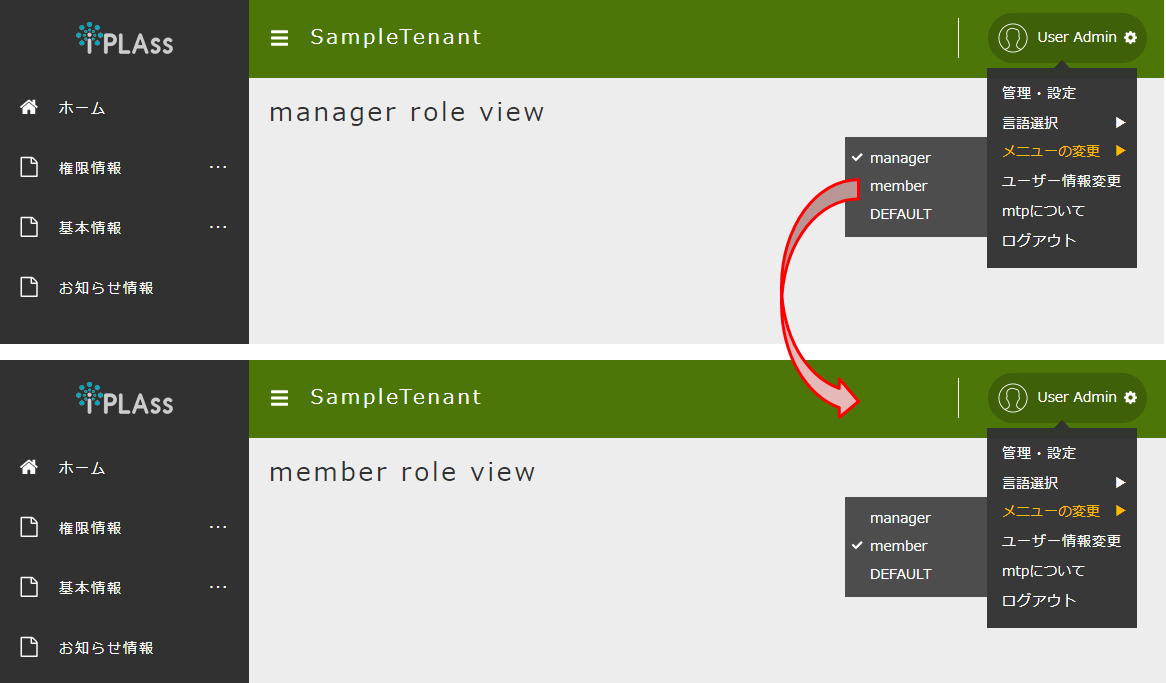 iPLAss
SampleTenant
User Admin
ホーム
権限情報
基本情報
お知らせ情報
manager role view
管理・設定
言語選択
メニューの変更
ユーザー情報変更
mtpについて
ログアウト
manager
member
DEFAULT
iPLAss
SampleTenant
User Admin
ホーム
権限情報
基本情報
お知らせ情報
member role view
管理・設定
言語選択
メニューの変更
ユーザー情報変更
mtpについて
ログアウト
manager
member
DEFAULT